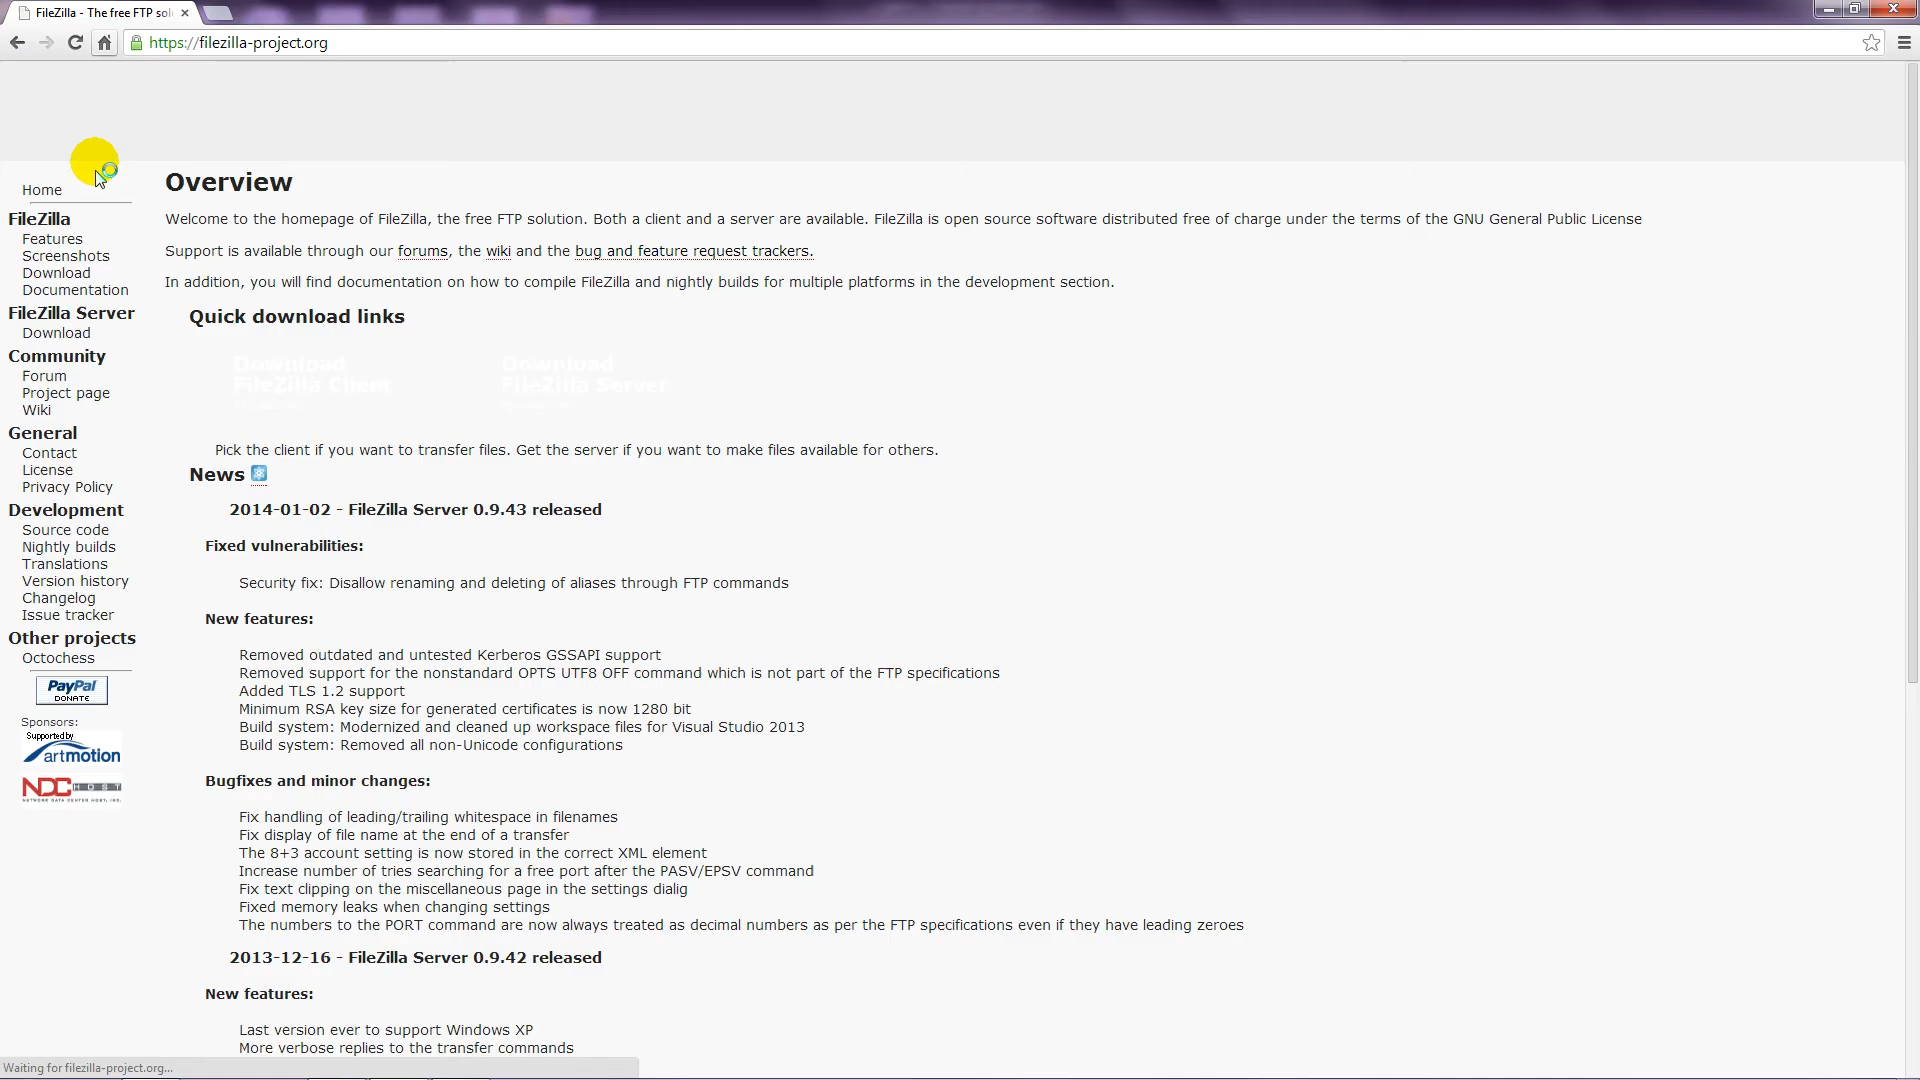 FileZilla - The free FTP sol
https://filezilla-project.org
Home
FileZilla
Features
Screenshots
Download
Documentation
FileZilla Server
Download
Community
Forum
Project page
Wiki
General
Contact
License
Privacy Policy
Development
Source code
Nightly builds
Translations
Version history
Changelog
Issue tracker
Other projects
Octochess
PayPal
DONATE
Sponsors:
Supported by
artmotion
NDC HOST
NETWORK DATA CENTER HOST, INC.
Overview
Welcome to the homepage of FileZilla, the free FTP solution. Both a client and a server are available. FileZilla is open source software distributed free of charge under the terms of the GNU General Public License
Support is available through our forums, the wiki and the bug and feature request trackers.
In addition, you will find documentation on how to compile FileZilla and nightly builds for multiple platforms in the development section.
Quick download links
Download
FileZilla Client
Download
FileZilla Server
Pick the client if you want to transfer files. Get the server if you want to make files available for others.
News
2014-01-02 - FileZilla Server 0.9.43 released
Fixed vulnerabilities:
Security fix: Disallow renaming and deleting of aliases through FTP commands
New features:
Removed outdated and untested Kerberos GSSAPI support
Removed support for the nonstandard OPTS UTF8 OFF command which is not part of the FTP specifications
Added TLS 1.2 support
Minimum RSA key size for generated certificates is now 1280 bit
Build system: Modernized and cleaned up workspace files for Visual Studio 2013
Build system: Removed all non-Unicode configurations
Bugfixes and minor changes:
Fix handling of leading/trailing whitespace in filenames
Fix display of file name at the end of a transfer
The 8+3 account setting is now stored in the correct XML element
Increase number of tries searching for a free port after the PASV/EPSV command
Fix text clipping on the miscellaneous page in the settings dialig
Fixed memory leaks when changing settings
The numbers to the PORT command are now always treated as decimal numbers as per the FTP specifications even if they have leading zeroes
2013-12-16 - FileZilla Server 0.9.42 released
New features:
Last version ever to support Windows XP
More verbose replies to the transfer commands
Waiting for filezilla-project.org...